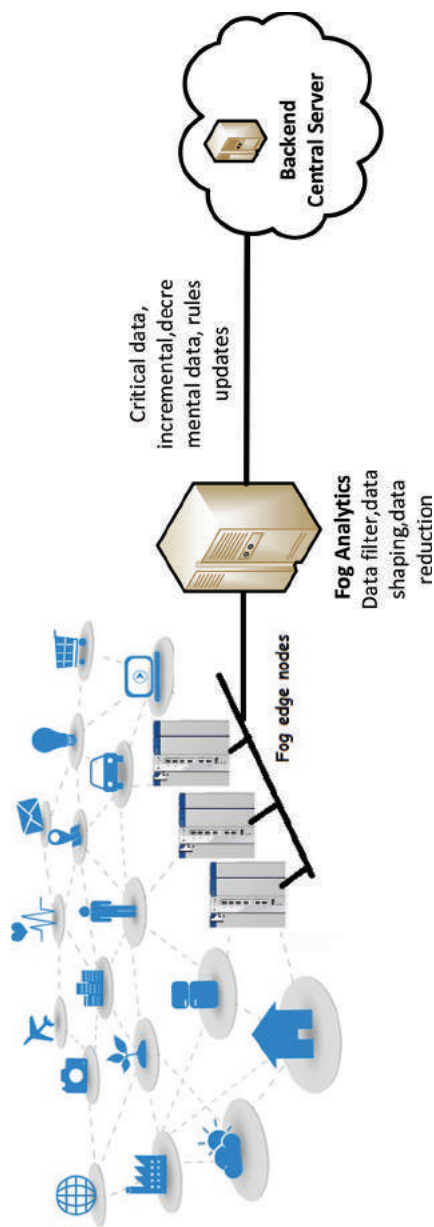 Fog edge nodes
Fog Analytics
Data filter,data
shaping,data
reduction
Critical data,
incremental,decre
mental data, rules
updates
Backend
Central Server